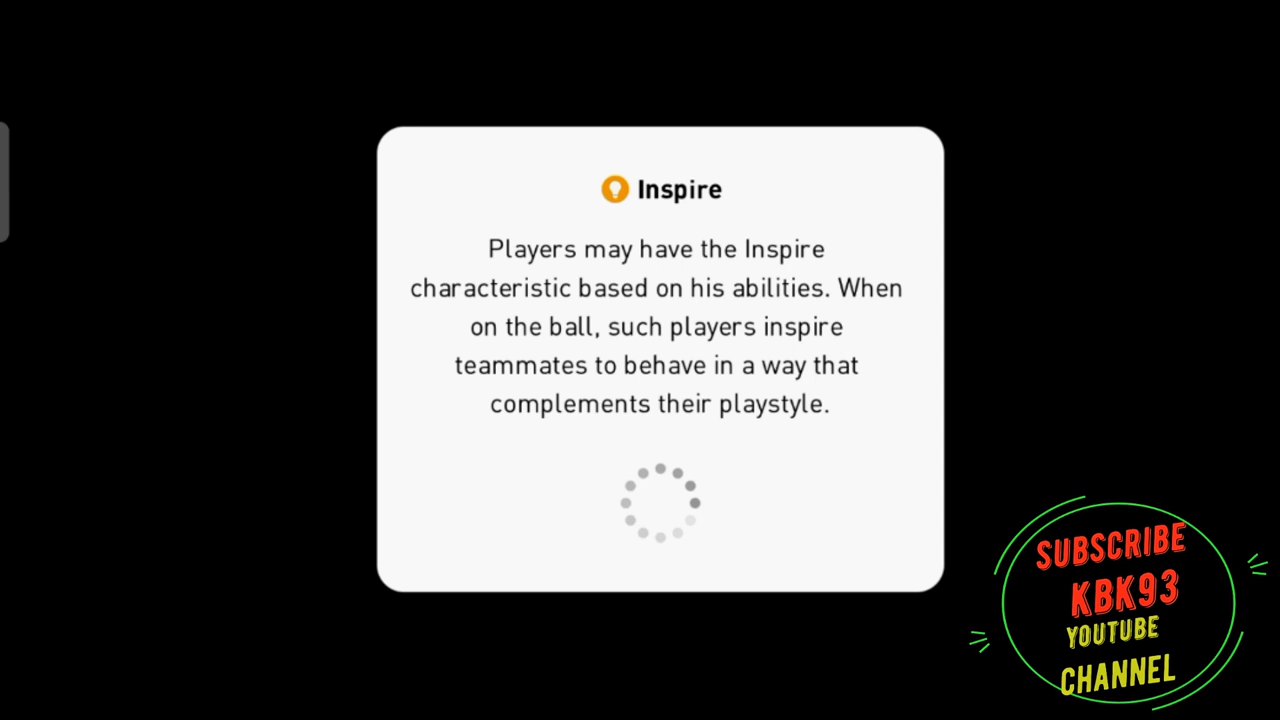 Inspire
Players may have the Inspire
characteristic based on his abilities. When
on the ball, such players inspire
teammates to behave in a way that
complements their playstyle.
SUBSCRIBE
KBK93
YOUTUBE
CHANNEL